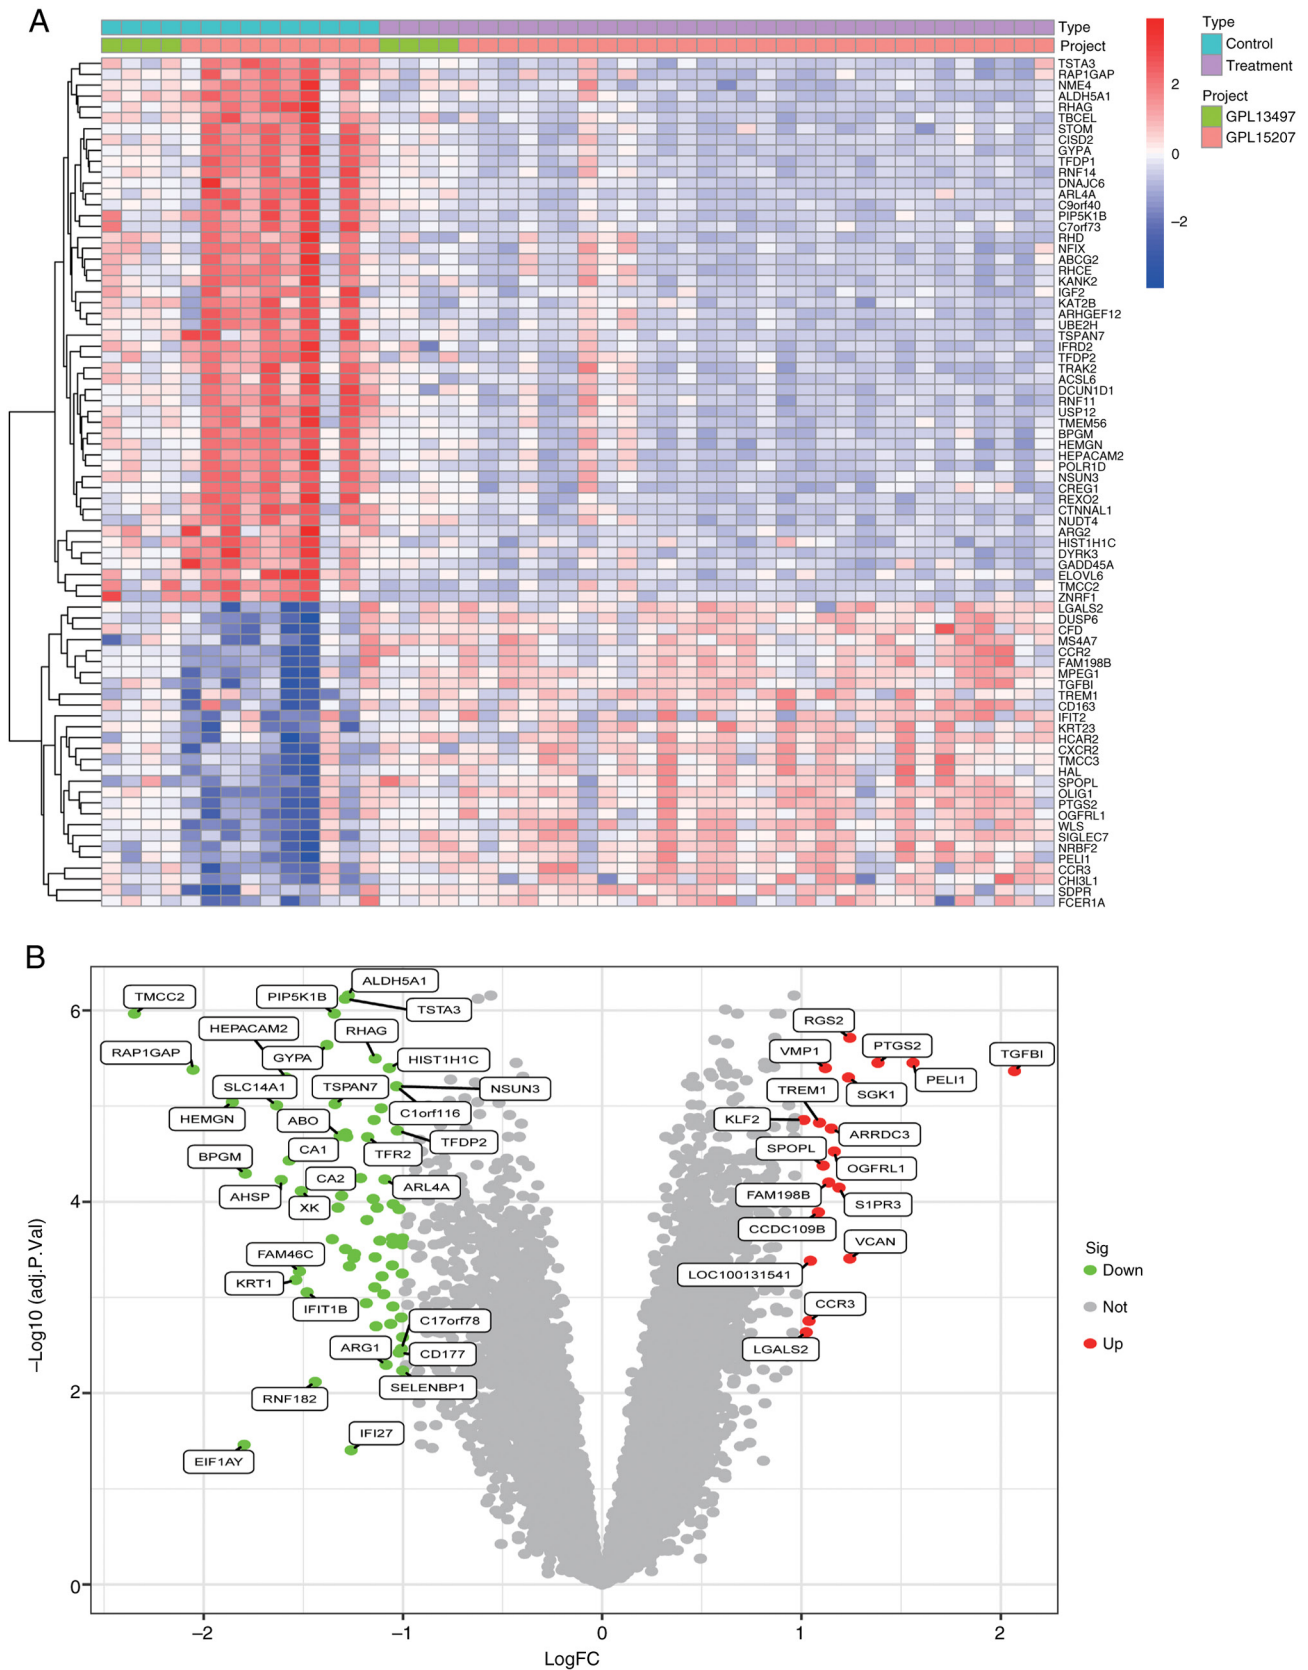 A
Type
Project
TSTA3
RAP1GAP
NME4
ALDH5A1
RHAG
TBCEL
STOM
CISD2
GYPA
TFDP1
RNF14
DNAJC6
ARL4A
C9orf40
PIP5K1B
C7orf73
RHD
NFIX
ABCG2
RHCE
KANK2
IGF2
KAT2B
ARHGEF12
UBE2H
TSPAN7
IFRD2
TFDP2
TRAK2
ACSL6
DCUN1D1
RNF11
USP12
TMEM56
BPGM
HEMGN
HEPACAM2
POLR1D
NSUN3
CREG1
REXO2
CTNNAL1
NUDT4
ARG2
HIST1H1C
DYRK3
GADD45A
ELOVL6
TMCC2
ZNRF1
LGALS2
DUSP6
CFD
MS4A7
CCR2
FAM198B
MPEG1
TGFBI
TREM1
CD163
IFIT2
KRT23
HCAR2
CXCR2
TMCC3
HAL
SPOPL
OLIG1
PTGS2
OGFRL1
WLS
SIGLEC7
NRBF2
PELI1
CCR3
CHI3L1
SDPR
FCER1A
2
0
−2
Type
Control
Treatment
Project
GPL13497
GPL15207
B
−Log10 (adj.P.Val)
6
4
2
0
−2
−1
0
1
2
LogFC
TMCC2
PIP5K1B
ALDH5A1
TSTA3
HEPACAM2
RHAG
RAP1GAP
GYPA
HIST1H1C
SLC14A1
TSPAN7
NSUN3
HEMGN
ABO
C1orf116
TFDP2
BPGM
CA1
TFR2
AHSP
CA2
ARL4A
XK
FAM46C
KRT1
IFIT1B
C17orf78
ARG1
CD177
SELENBP1
RNF182
IFI27
EIF1AY
RGS2
VMP1
PTGS2
TGFBI
TREM1
SGK1
PELI1
KLF2
ARRDC3
SPOPL
OGFRL1
FAM198B
S1PR3
CCDC109B
VCAN
LOC100131541
CCR3
LGALS2
Sig
Down
Not
Up